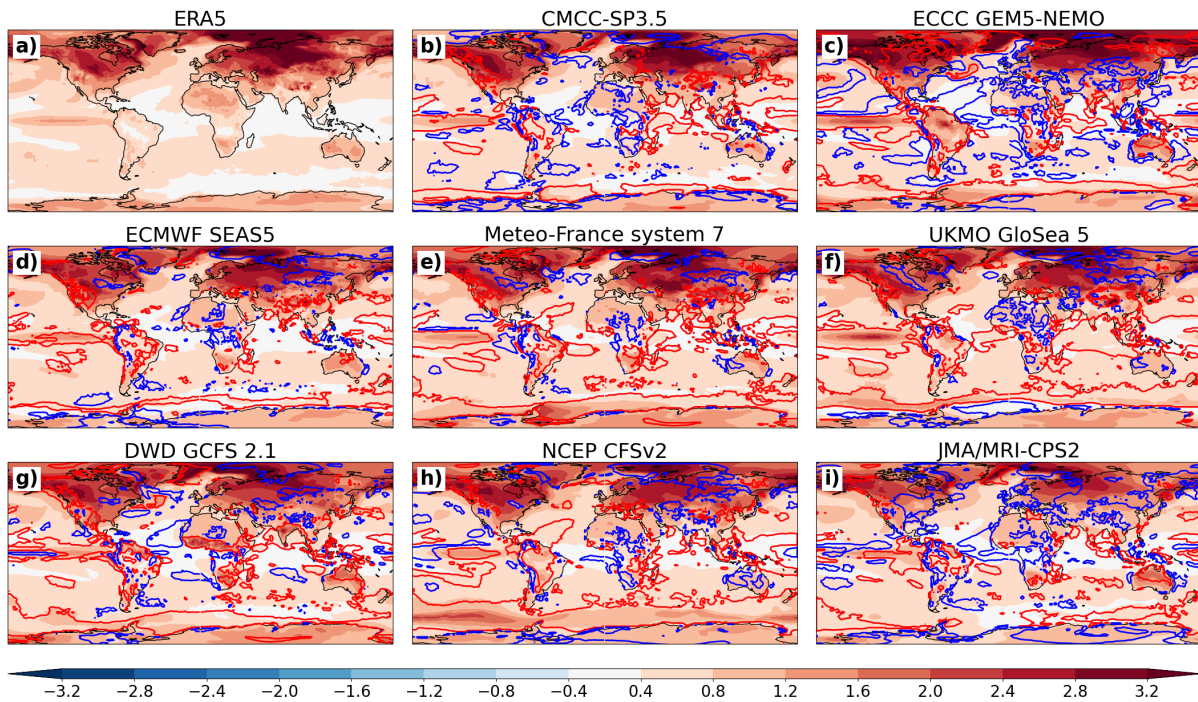 ERA5
CMCC-SP3.5
ECCC GEM5-NEMO
a)
b)
c)
ECMWF SEAS5
Meteo-France system 7
UKMO GloSea 5
d)
e)
f)
DWD GCFS 2.1
NCEP CFSv2
JMA/MRI-CPS2
g)
h)
i)
−3.2 −2.8 −2.4 −2.0 −1.6 −1.2 −0.8 −0.4 0.4 0.8 1.2 1.6 2.0 2.4 2.8 3.2